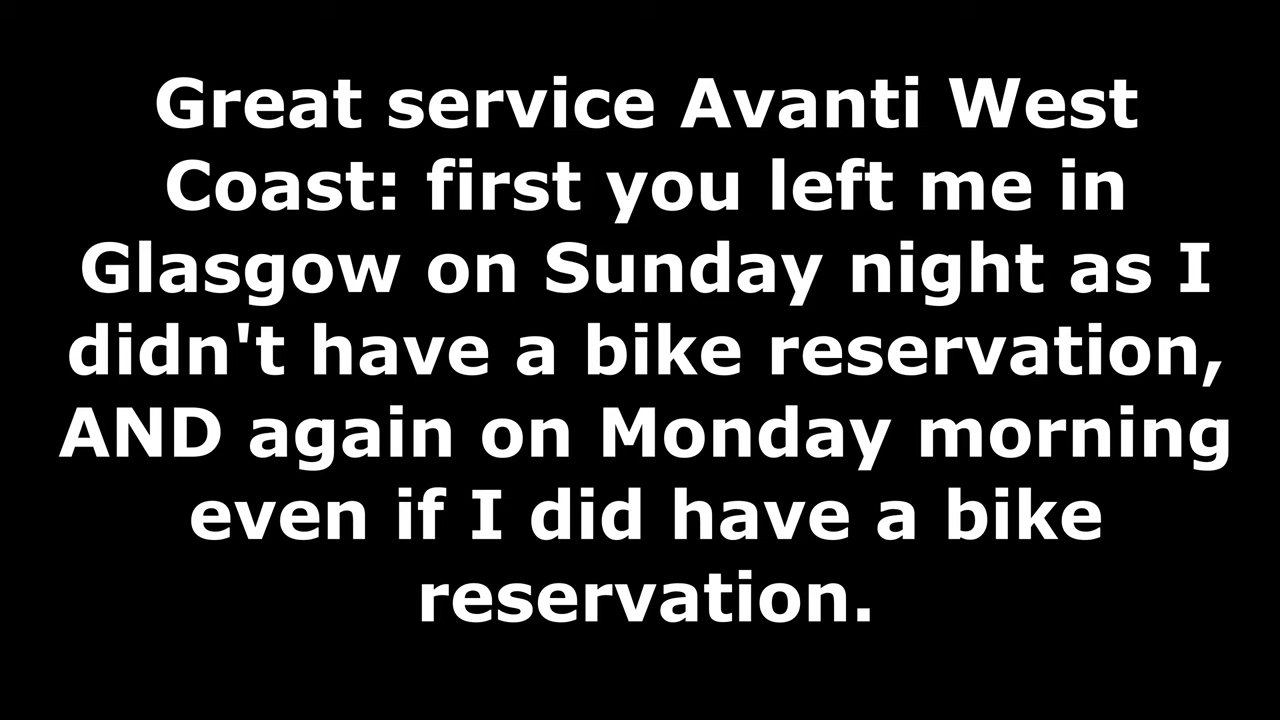 Great service Avanti West
Coast: first you left me in
Glasgow on Sunday night as I
didn't have a bike reservation,
AND again on Monday morning
even if I did have a bike
reservation.